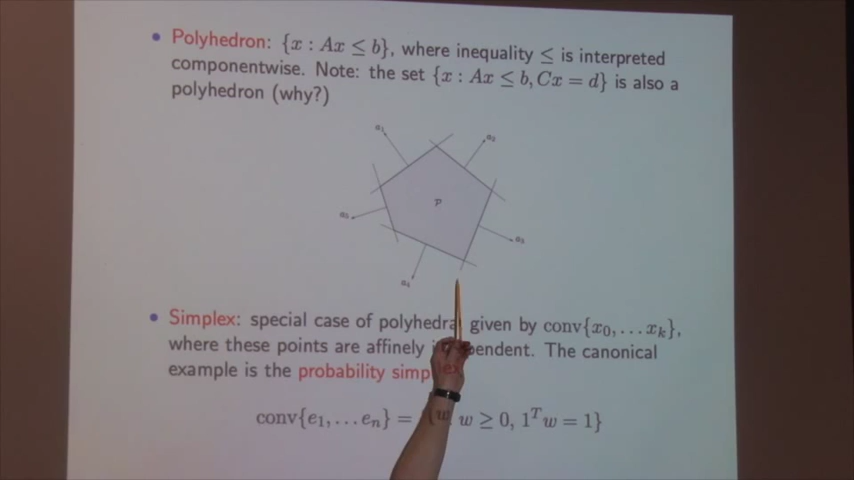 • Polyhedron: {x : Ax ≤ b}, where inequality ≤ is interpreted
componentwise. Note: the set {x : Ax ≤ b, Cx = d} is also a
polyhedron (why?)
a₁
a₂
P
a₅
a₃
a₄
• Simplex: special case of polyhedra, given by conv{x₀, . . . xₖ},
where these points are affinely The canonical
example is the probability
conv{e₁, . . . eₙ} = {w w ≥ 0, 1ᵀw = 1}